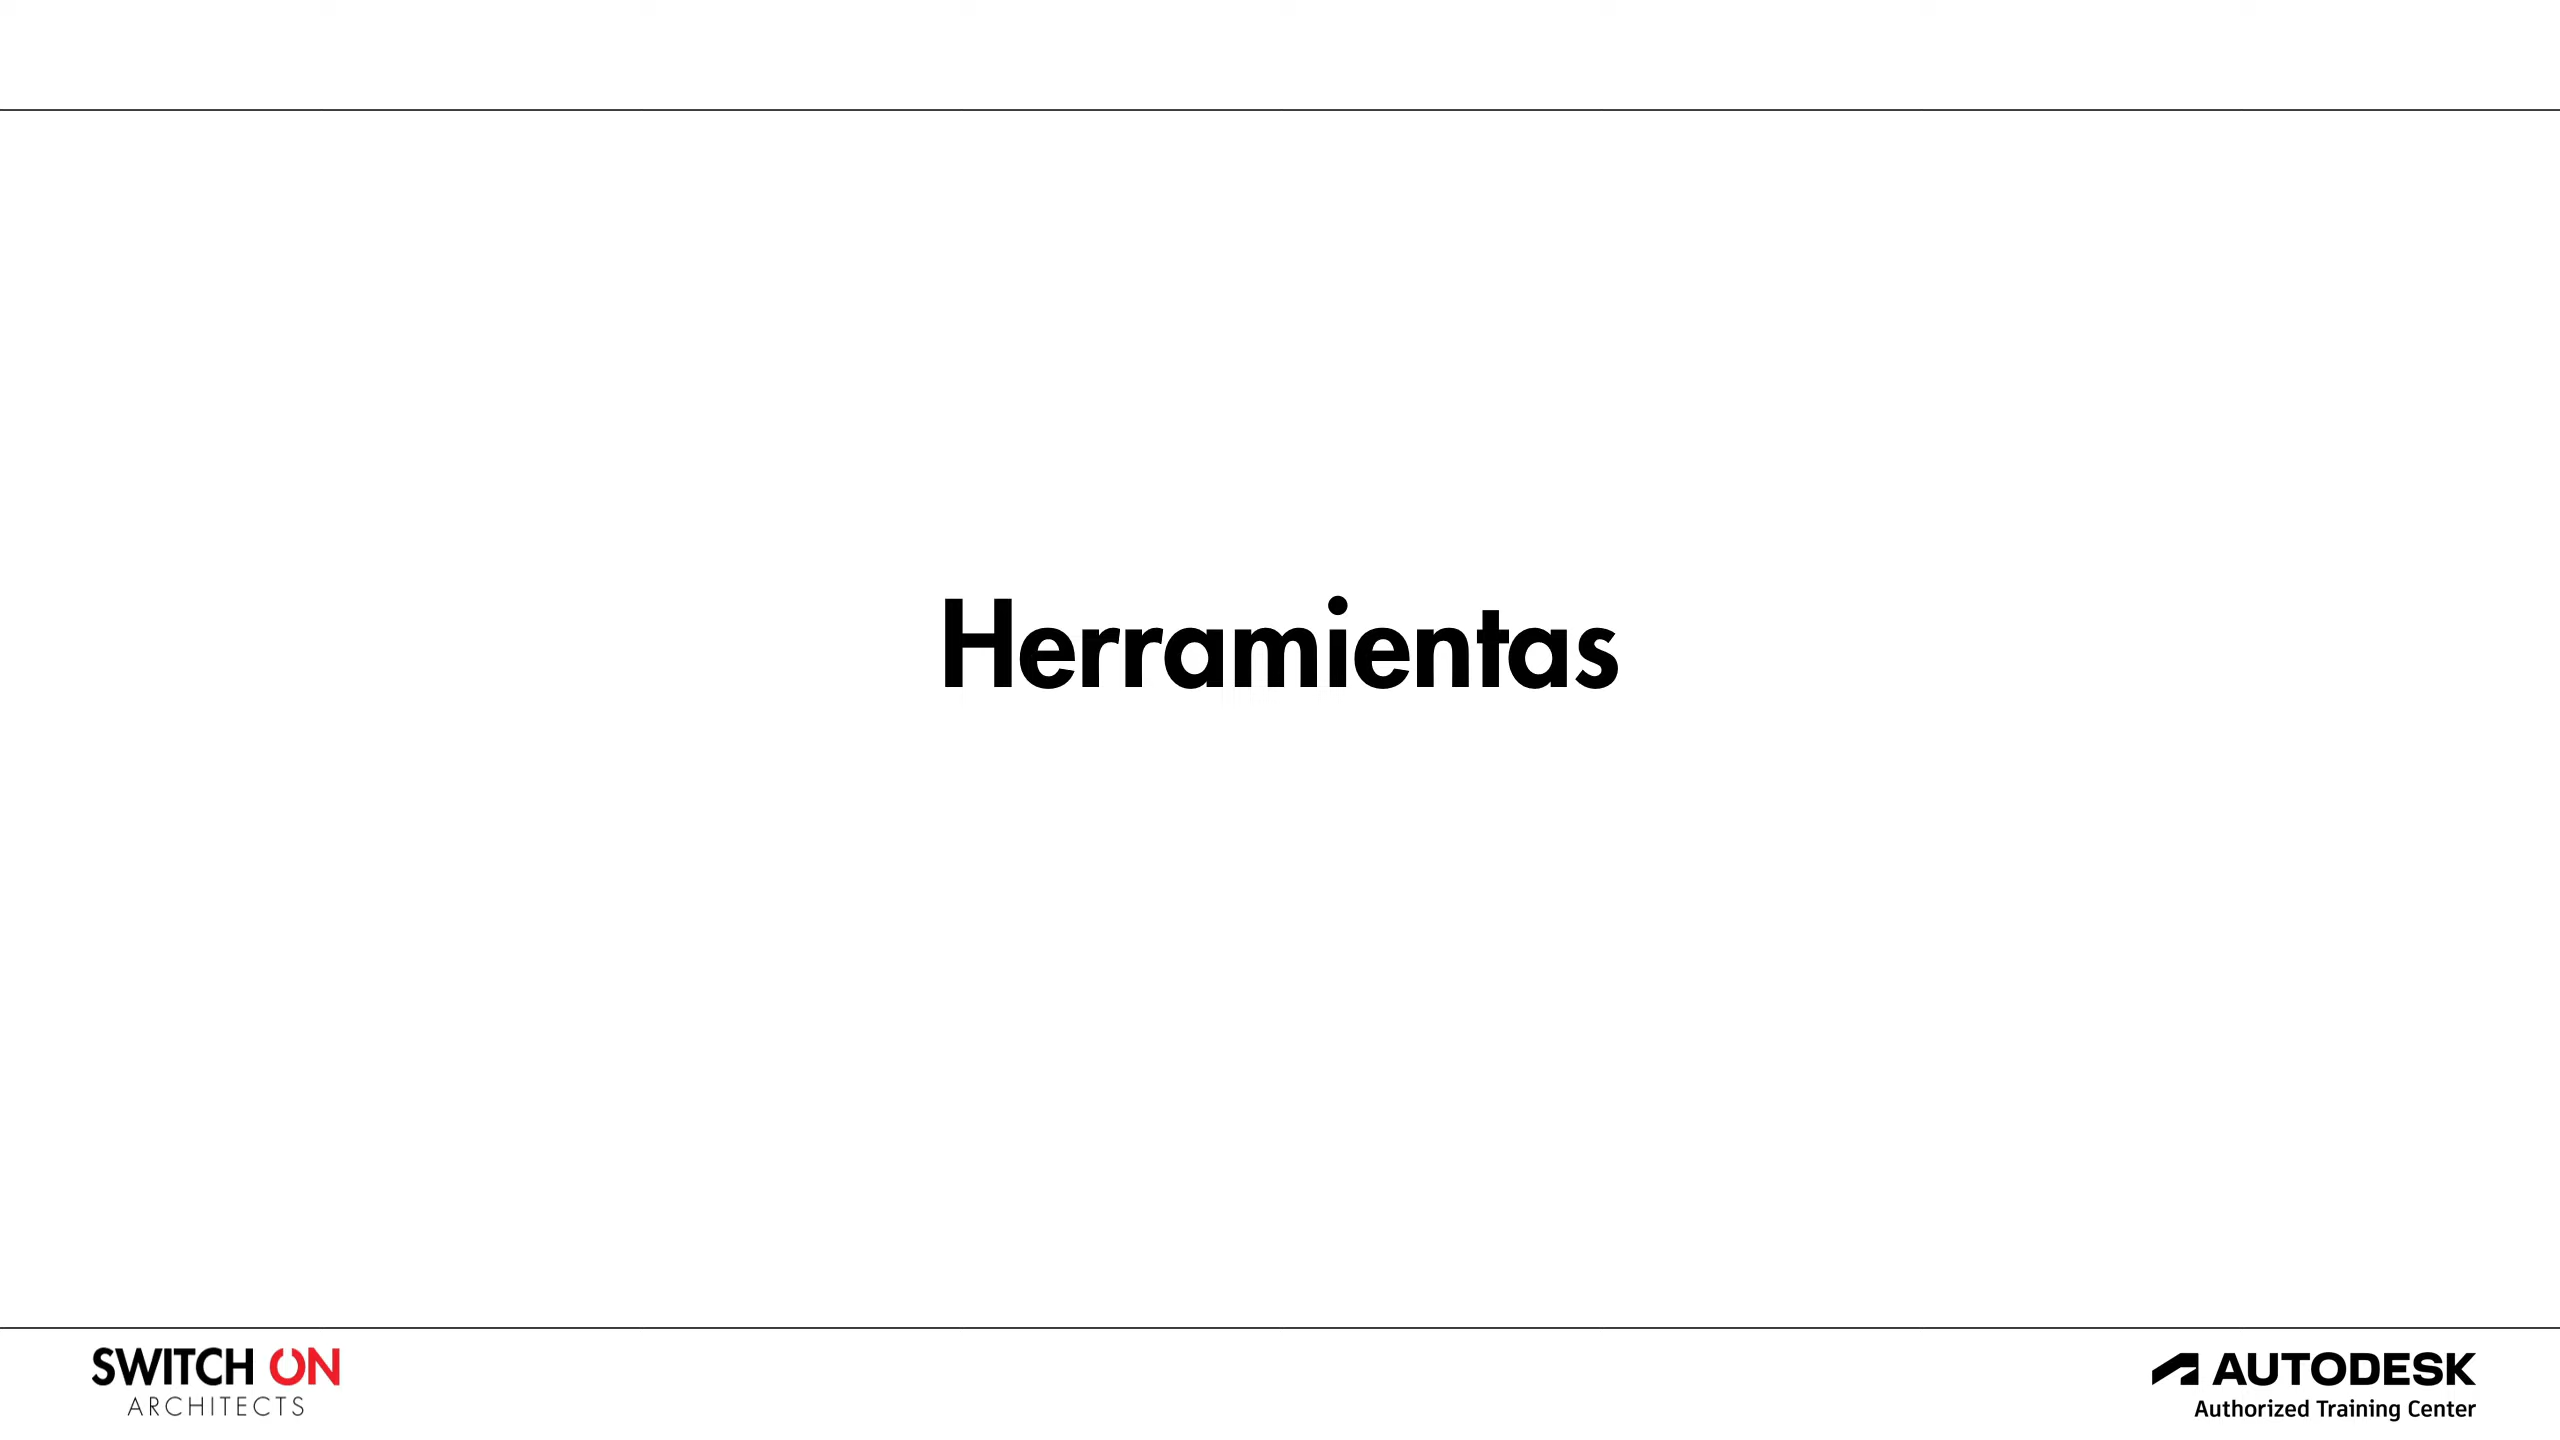 Herramientas
SWITCH ON
ARCHITECTS
AUTODESK
Authorized Training Center